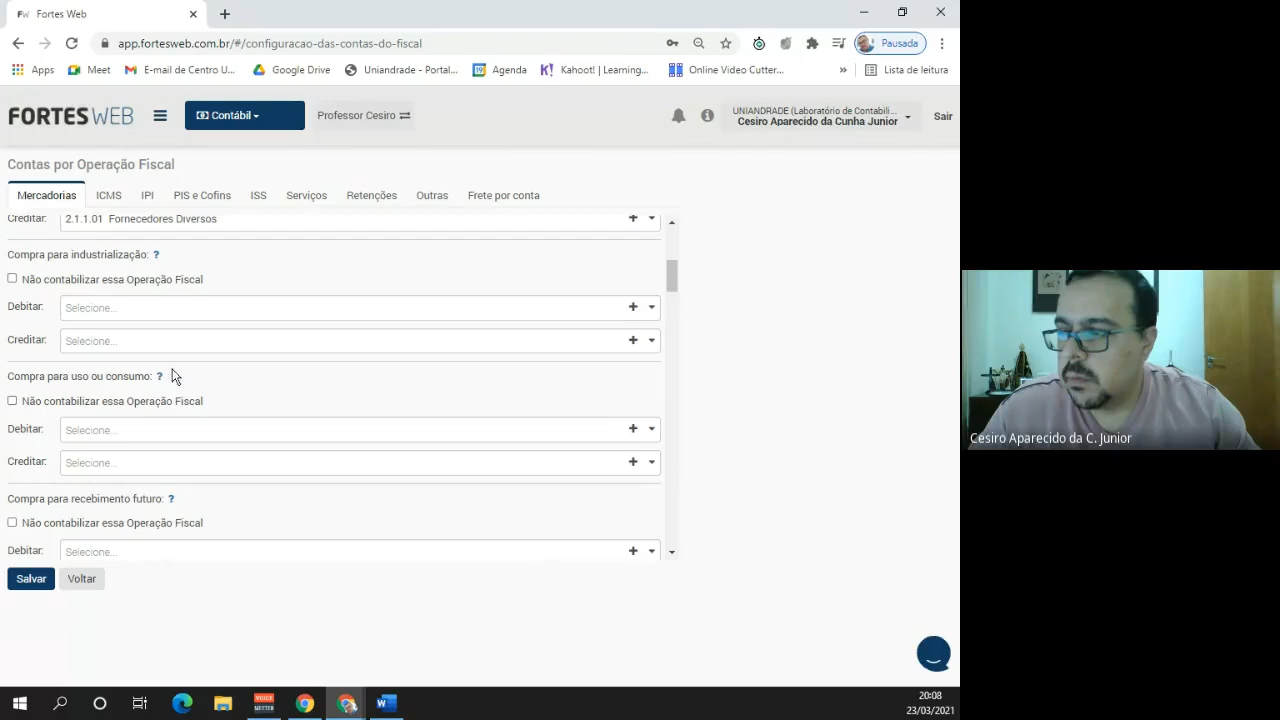 Fortes Web
app.fortesweb.com.br/#/configuracao-das-contas-do-fiscal
Pausada
Apps
Meet
E-mail de Centro U...
Google Drive
Uniandrade - Portal...
Agenda
Kahoot! | Learning...
Online Video Cutter...
»
Lista de leitura
FORTES WEB
Contábil
Professor Cesiro
UNIANDRADE (Laboratório de Contabili...
Cesiro Aparecido da Cunha Junior
Sair
Contas por Operação Fiscal
Mercadorias
ICMS
IPI
PIS e Cofins
ISS
Serviços
Retenções
Outras
Frete por conta
Creditar: 2.1.1.01 Fornecedores Diversos
Compra para industrialização: ?
Não contabilizar essa Operação Fiscal
Debitar: Selecione...
Creditar: Selecione...
Compra para uso ou consumo: ?
Não contabilizar essa Operação Fiscal
Debitar: Selecione...
Creditar: Selecione...
Compra para recebimento futuro: ?
Não contabilizar essa Operação Fiscal
Debitar: Selecione...
Salvar
Voltar
Cesiro Aparecido da C. Junior
20:08
23/03/2021